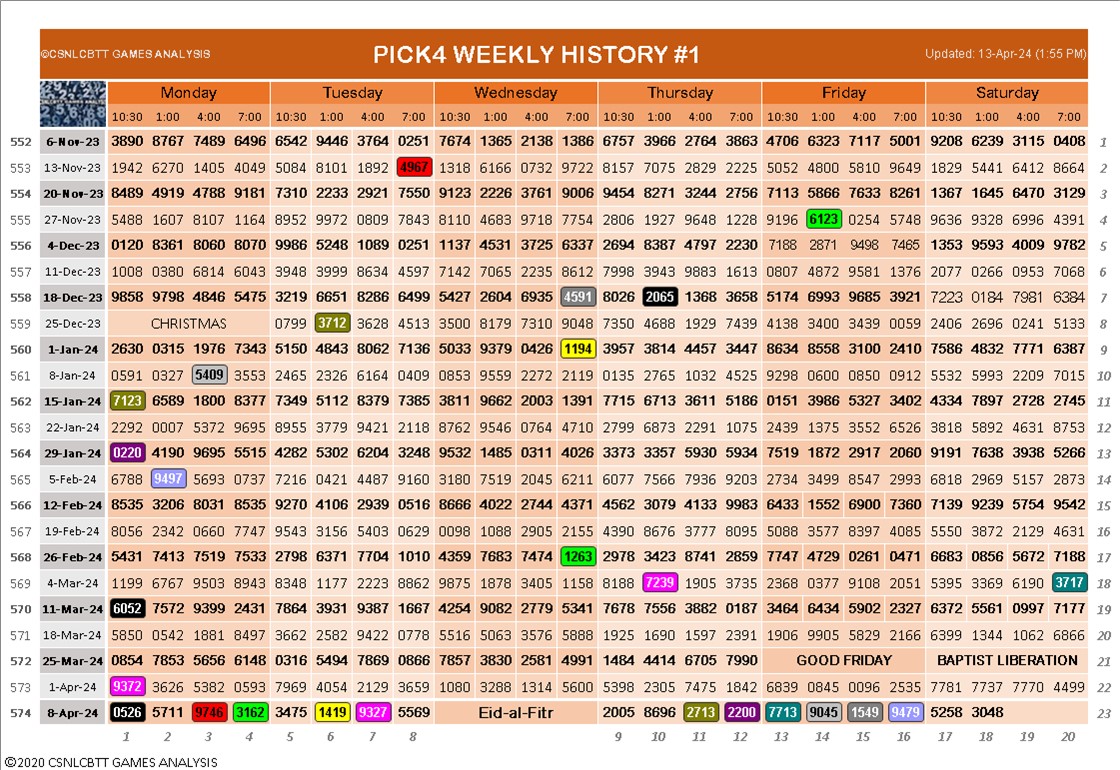 ©CSNLCBTT GAMES ANALYSIS PICK4 WEEKLY HISTORY #1 Updated: 13-Apr-24 (1:55 PM)
Monday Tuesday Wednesday Thursday Friday Saturday
10:30 1:00 4:00 7:00 10:30 1:00 4:00 7:00 10:30 1:00 4:00 7:00 10:30 1:00 4:00 7:00 10:30 1:00 4:00 7:00 10:30 1:00 4:00 7:00
552 6-Nov-23 3890 8767 7489 6496 6542 9446 3764 0251 7674 1365 2138 1386 6757 3966 2764 3863 4706 6323 7117 5001 9208 6239 3115 0408 1
553 13-Nov-23 1942 6270 1405 4049 5084 8101 1892 4967 1318 6166 0732 9722 8157 7075 2829 2225 5052 4800 5810 9649 1829 5441 6412 8664 2
554 20-Nov-23 8489 4919 4788 9181 7310 2233 2921 7550 9123 2226 3761 9006 9454 8271 3244 2756 7113 5866 7633 8261 1367 1645 6470 3129 3
555 27-Nov-23 5488 1607 8107 1164 8952 9972 0809 7843 8110 4683 9718 7754 2806 1927 9648 1228 9196 6123 0254 5748 9636 9328 6996 4391 4
556 4-Dec-23 0120 8361 8060 8070 9986 5248 1089 0251 1137 4531 3725 6337 2694 8387 4797 2230 7188 2871 9498 7465 1353 9593 4009 9782 5
557 11-Dec-23 1008 0380 6814 6043 3948 3999 8634 4597 7142 7065 2235 8612 7998 3943 9883 1613 0807 4872 9581 1376 2077 0266 0953 7068 6
558 18-Dec-23 9858 9798 4846 5475 3219 6651 8286 6499 5427 2604 6935 4591 8026 2065 1368 3658 5174 6993 9685 3921 7223 0184 7981 6384 7
559 25-Dec-23 CHRISTMAS 0799 3712 3628 4513 3500 8179 7310 9048 7350 4688 1929 7439 4138 3400 3439 0059 2406 2696 0241 5133 8
560 1-Jan-24 2630 0315 1976 7343 5150 4843 8062 7136 5033 9379 0426 1194 3957 3814 4457 3447 8634 8558 3100 2410 7586 4832 7771 6387 9
561 8-Jan-24 0591 0327 5409 3553 2465 2326 6164 0409 0853 9559 2272 2119 0135 2765 1032 4525 9298 0600 0850 0912 5532 5993 2209 7015 10
562 15-Jan-24 7123 6589 1800 8377 7349 5112 8379 7385 3811 9662 2003 1391 7715 6713 3611 5186 0151 3986 5327 3402 4334 7897 2728 2745 11
563 22-Jan-24 2292 0007 5372 9695 8955 3779 9421 2118 8762 9546 0764 4710 2799 6873 2291 1075 2439 1375 3552 6526 3818 5892 4631 8753 12
564 29-Jan-24 0220 4190 9695 5515 4282 5302 6204 3248 9532 1485 0311 4026 3373 3357 5930 5934 7519 1872 2917 2060 9191 7638 3938 5266 13
565 5-Feb-24 6788 9497 5693 0737 7216 0421 4487 9160 3180 7519 2045 6211 6077 7566 7936 9203 2734 3499 8547 2993 6818 2969 5157 2873 14
566 12-Feb-24 8535 3206 8031 8535 9270 4106 2939 0516 8666 4022 2744 4371 4562 3079 4133 9983 6433 1552 6900 7360 7139 9239 5754 9542 15
567 19-Feb-24 8056 2342 0660 7747 9543 3156 5403 0629 0098 1088 2905 2155 4390 8676 3777 8095 5088 3577 8397 4085 5550 3872 2129 4631 16
568 26-Feb-24 5431 7413 7519 7533 2798 6371 7704 1010 4359 7683 7474 1263 2978 3423 8741 2859 7747 4729 0261 0471 6683 0856 5672 7188 17
569 4-Mar-24 1199 6767 9503 8943 8348 1177 2223 8862 9875 1878 3405 1158 8188 7239 1905 3735 2368 0377 9108 2051 5395 3369 6190 3717 18
570 11-Mar-24 6052 7572 9399 2431 7864 3931 9387 1667 4254 9082 2779 5341 7678 7556 3882 0187 3464 6434 5902 2327 6372 5561 0997 7177 19
571 18-Mar-24 5850 0542 1881 8497 3662 2582 9422 0778 5516 5063 3576 5888 1925 1690 1597 2391 1906 9905 5829 2166 6399 1344 1062 6866 20
572 25-Mar-24 0854 7853 5656 6148 0316 5494 7869 0866 7857 3830 2581 4991 1484 4414 6705 7990 GOOD FRIDAY BAPTIST LIBERATION 21
573 1-Apr-24 9372 3626 5382 0593 7969 4054 2129 3659 1080 3288 1314 5600 5398 2305 7475 1842 6839 0845 0096 2535 7781 7737 7770 4499 22
574 8-Apr-24 0526 5711 9746 3162 3475 1419 9327 5569 Eid-al-Fitr 2005 8696 2713 2200 7713 9045 1549 9479 5258 3048 23
1 2 3 4 5 6 7 8 9 10 11 12 13 14 15 16 17 18 19 20
©2020 CSNLCBTT GAMES ANALYSIS